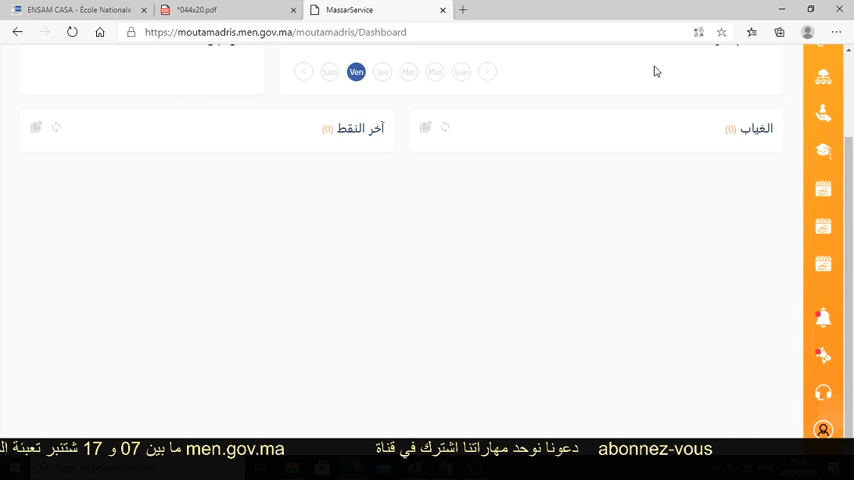 ENSAM CASA - École Nationale
*044x20.pdf
MassarService
https://moutamadris.men.gov.ma/moutamadris/Dashboard
Sam Ven Jeu Mer Mar Lun
الغياب (0)
آخر النقط (0)
abonnez-vous دعونا نوحد مهاراتنا اشترك في قناة men.gov.ma ما بين 07 و 17 شتنبر تعبئة